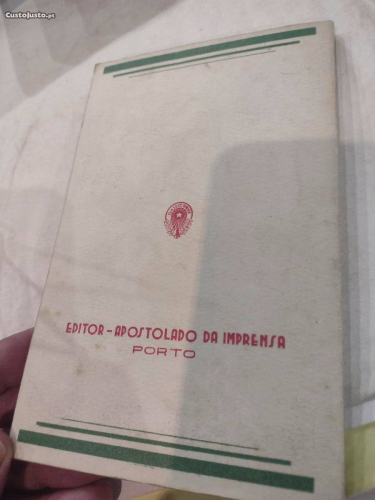 CustoJusto.pt
EDITOR - APOSTOLADO DA IMPRENSA
PORTO